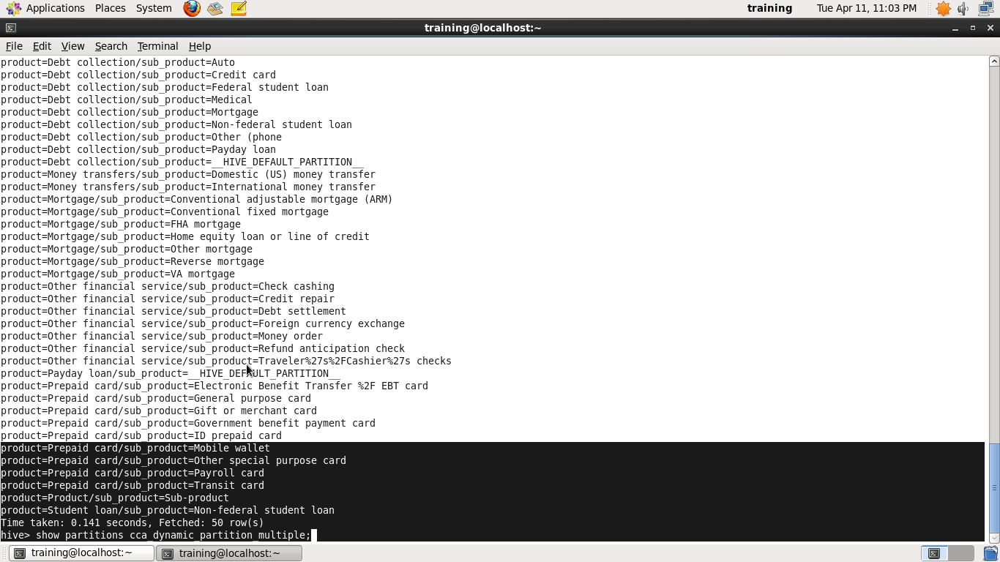 Applications Places System training Tue Apr 11, 11:03 PM
training@localhost:~
File Edit View Search Terminal Help
product=Debt collection/sub_product=Auto
product=Debt collection/sub_product=Credit card
product=Debt collection/sub_product=Federal student loan
product=Debt collection/sub_product=Medical
product=Debt collection/sub_product=Mortgage
product=Debt collection/sub_product=Non-federal student loan
product=Debt collection/sub_product=Other (phone
product=Debt collection/sub_product=Payday loan
product=Debt collection/sub_product=__HIVE_DEFAULT_PARTITION__
product=Money transfers/sub_product=Domestic (US) money transfer
product=Money transfers/sub_product=International money transfer
product=Mortgage/sub_product=Conventional adjustable mortgage (ARM)
product=Mortgage/sub_product=Conventional fixed mortgage
product=Mortgage/sub_product=FHA mortgage
product=Mortgage/sub_product=Home equity loan or line of credit
product=Mortgage/sub_product=Other mortgage
product=Mortgage/sub_product=Reverse mortgage
product=Mortgage/sub_product=VA mortgage
product=Other financial service/sub_product=Check cashing
product=Other financial service/sub_product=Credit repair
product=Other financial service/sub_product=Debt settlement
product=Other financial service/sub_product=Foreign currency exchange
product=Other financial service/sub_product=Money order
product=Other financial service/sub_product=Refund anticipation check
product=Other financial service/sub_product=Traveler%27s%2FCashier%27s checks
product=Payday loan/sub_product=__HIVE_DEFAULT_PARTITION__
product=Prepaid card/sub_product=Electronic Benefit Transfer %2F EBT card
product=Prepaid card/sub_product=General purpose card
product=Prepaid card/sub_product=Gift or merchant card
product=Prepaid card/sub_product=Government benefit payment card
product=Prepaid card/sub_product=ID prepaid card
product=Prepaid card/sub_product=Mobile wallet
product=Prepaid card/sub_product=Other special purpose card
product=Prepaid card/sub_product=Payroll card
product=Prepaid card/sub_product=Transit card
product=Product/sub_product=Sub-product
product=Student loan/sub_product=Non-federal student loan
Time taken: 0.141 seconds, Fetched: 50 row(s)
hive> show partitions cca_dynamic_partition_multiple;
training@localhost:~ training@localhost:~